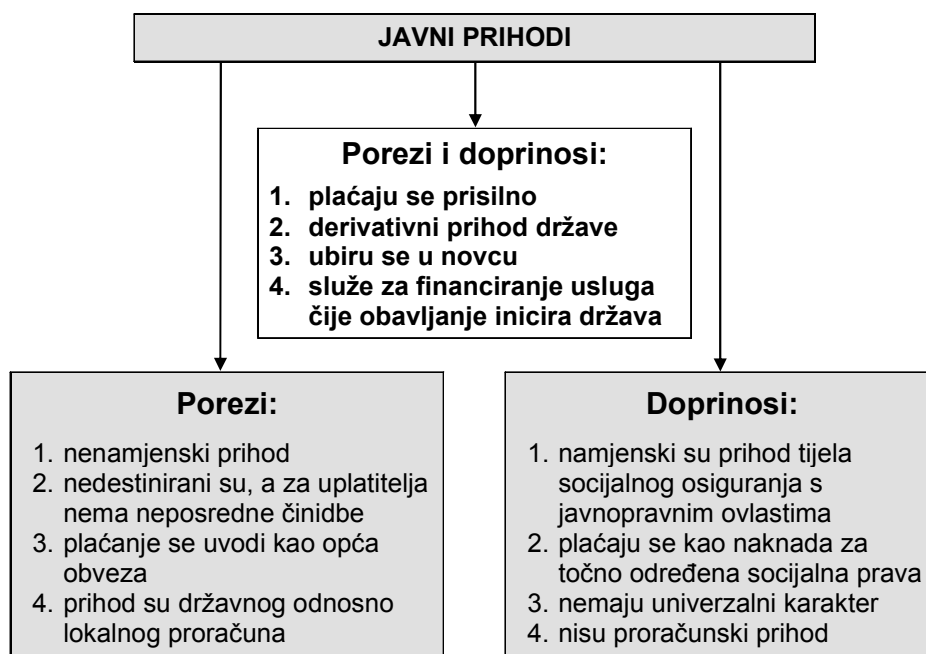 JAVNI PRIHODI
Porezi i doprinosi:
1. plaćaju se prisilno
2. derivativni prihod države
3. ubiru se u novcu
4. služe za financiranje usluga
čije obavljanje inicira država
Porezi:
1. nenamjenski prihod
2. nedestinirani su, a za uplatitelja
nema neposredne činidbe
3. plaćanje se uvodi kao opća
obveza
4. prihod su državnog odnosno
lokalnog proračuna
Doprinosi:
1. namjenski su prihod tijela
socijalnog osiguranja s
javnopravnim ovlastima
2. plaćaju se kao naknada za
točno određena socijalna prava
3. nemaju univerzalni karakter
4. nisu proračunski prihod